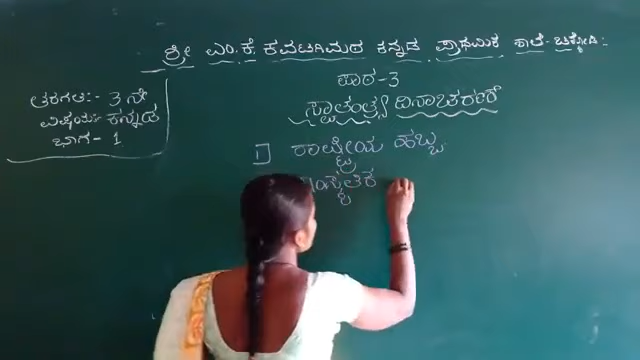 ಶ್ರೀ ಎಂ.ಕೆ. ಕವಟಗಿಮಠ ಕನ್ನಡ ಪ್ರಾಥಮಿಕ ಶಾಲೆ-ಚಿಕ್ಕೋಡಿ:
ತರಗತಿ:- 3 ನೇ
ವಿಷಯ:- ಕನ್ನಡ
ಭಾಗ- 1
ಪಾಠ-3
ಸ್ವಾತಂತ್ರ್ಯ ದಿನಾಚರಣೆ
1] ರಾಷ್ಟ್ರೀಯ ಹಬ್ಬ